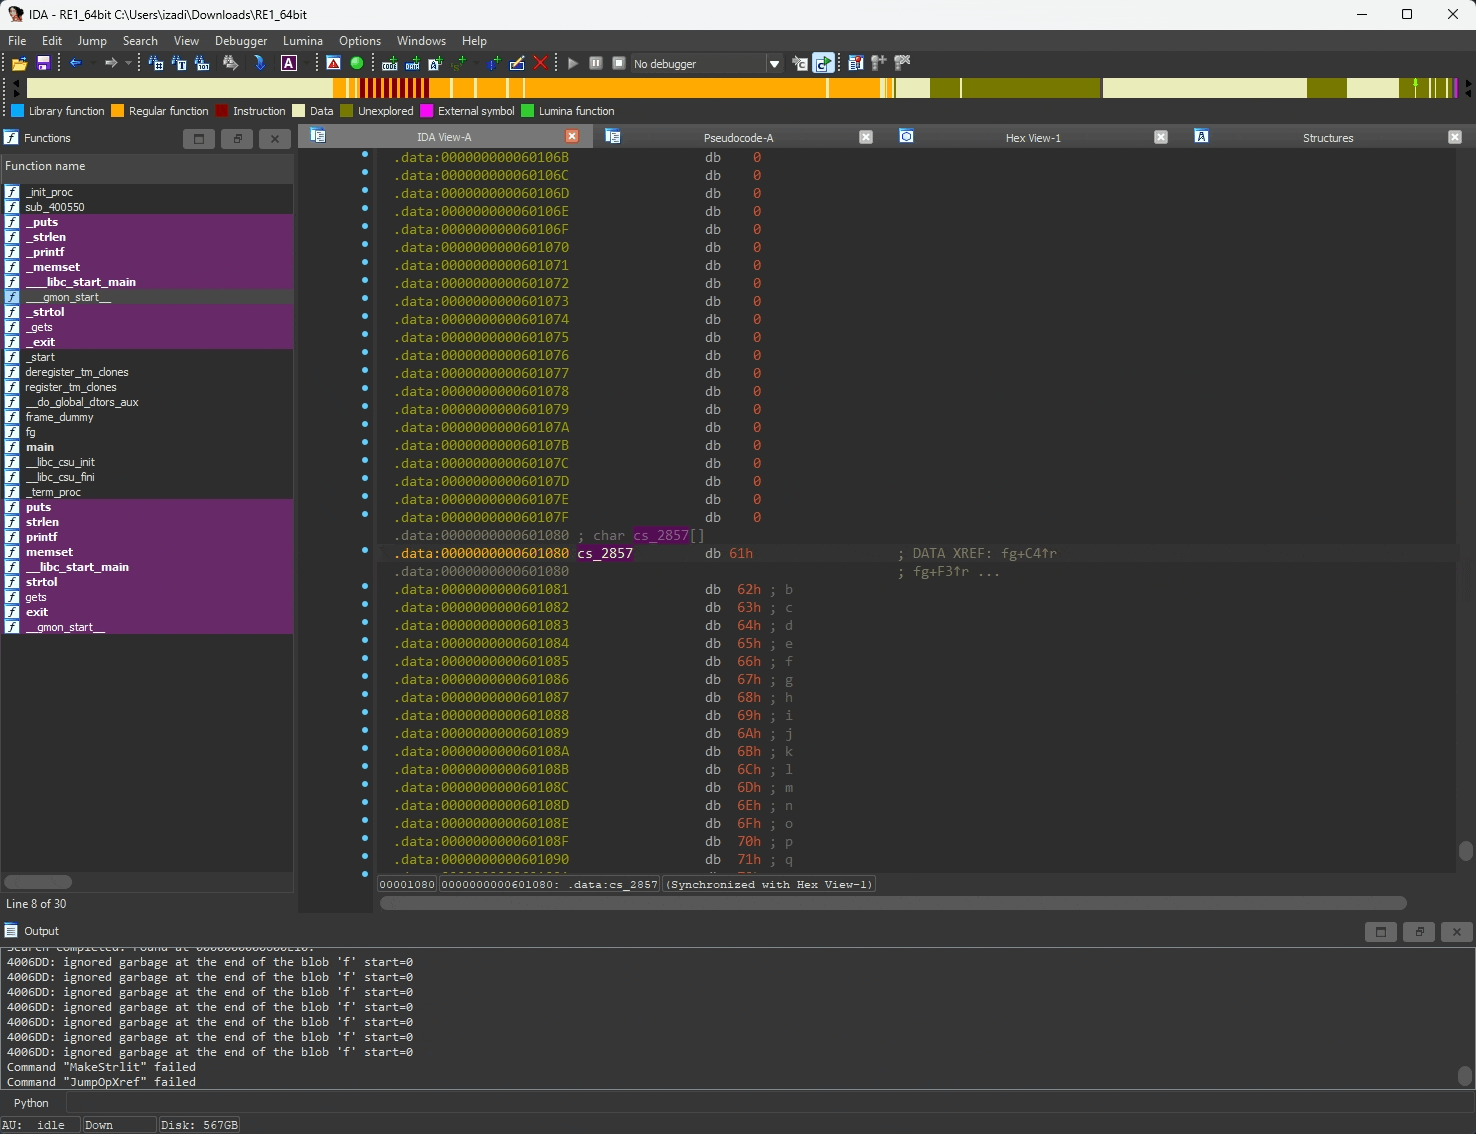 IDA - RE1_64bit C:\Users\izadi\Downloads\RE1_64bit
File Edit Jump Search View Debugger Lumina Options Windows Help
No debugger
Library function Regular function Instruction Data Unexplored External symbol Lumina function
Functions
Function name
_init_proc
sub_400550
_puts
_strlen
_printf
_memset
___libc_start_main
___gmon_start__
_strtol
_gets
_exit
_start
deregister_tm_clones
register_tm_clones
__do_global_dtors_aux
frame_dummy
fg
main
__libc_csu_init
__libc_csu_fini
_term_proc
puts
strlen
printf
memset
__libc_start_main
strtol
gets
exit
__gmon_start__
Line 8 of 30
IDA View-A Pseudocode-A Hex View-1 Structures
.data:000000000060106B db 0
.data:000000000060106C db 0
.data:000000000060106D db 0
.data:000000000060106E db 0
.data:000000000060106F db 0
.data:0000000000601070 db 0
.data:0000000000601071 db 0
.data:0000000000601072 db 0
.data:0000000000601073 db 0
.data:0000000000601074 db 0
.data:0000000000601075 db 0
.data:0000000000601076 db 0
.data:0000000000601077 db 0
.data:0000000000601078 db 0
.data:0000000000601079 db 0
.data:000000000060107A db 0
.data:000000000060107B db 0
.data:000000000060107C db 0
.data:000000000060107D db 0
.data:000000000060107E db 0
.data:000000000060107F db 0
.data:0000000000601080 ; char cs_2857[]
.data:0000000000601080 cs_2857 db 61h ; DATA XREF: fg+C4↑r
.data:0000000000601080 ; fg+F3↑r ...
.data:0000000000601081 db 62h ; b
.data:0000000000601082 db 63h ; c
.data:0000000000601083 db 64h ; d
.data:0000000000601084 db 65h ; e
.data:0000000000601085 db 66h ; f
.data:0000000000601086 db 67h ; g
.data:0000000000601087 db 68h ; h
.data:0000000000601088 db 69h ; i
.data:0000000000601089 db 6Ah ; j
.data:000000000060108A db 6Bh ; k
.data:000000000060108B db 6Ch ; l
.data:000000000060108C db 6Dh ; m
.data:000000000060108D db 6Eh ; n
.data:000000000060108E db 6Fh ; o
.data:000000000060108F db 70h ; p
.data:0000000000601090 db 71h ; q
00001080 0000000000601080: .data:cs_2857 (Synchronized with Hex View-1)
Output
4006DD: ignored garbage at the end of the blob 'f' start=0
4006DD: ignored garbage at the end of the blob 'f' start=0
4006DD: ignored garbage at the end of the blob 'f' start=0
4006DD: ignored garbage at the end of the blob 'f' start=0
4006DD: ignored garbage at the end of the blob 'f' start=0
4006DD: ignored garbage at the end of the blob 'f' start=0
4006DD: ignored garbage at the end of the blob 'f' start=0
Command "MakeStrlit" failed
Command "JumpOpXref" failed
Python
AU: idle Down Disk: 567GB